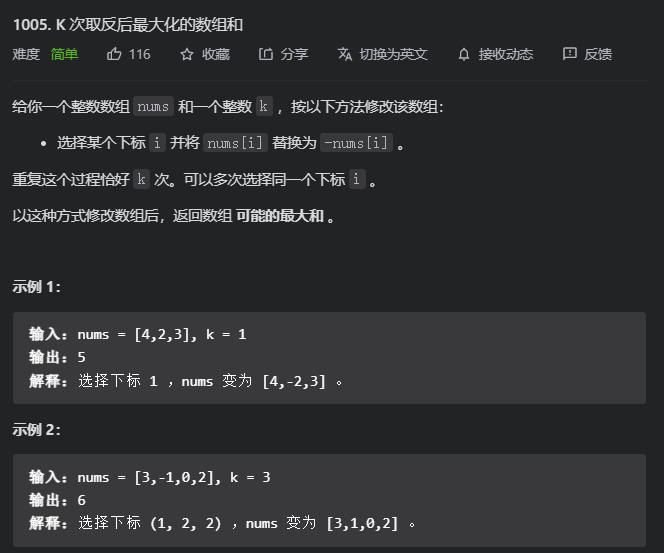 1005. K 次取反后最大化的数组和
难度 简单 116 收藏 分享 切换为英文 接收动态 反馈
给你一个整数数组 nums 和一个整数 k ，按以下方法修改该数组：
• 选择某个下标 i 并将 nums[i] 替换为 -nums[i] 。
重复这个过程恰好 k 次。可以多次选择同一个下标 i 。
以这种方式修改数组后，返回数组 可能的最大和 。
示例 1：
输入：nums = [4,2,3], k = 1
输出：5
解释：选择下标 1 ，nums 变为 [4,-2,3] 。
示例 2：
输入：nums = [3,-1,0,2], k = 3
输出：6
解释：选择下标 (1, 2, 2) ，nums 变为 [3,1,0,2] 。